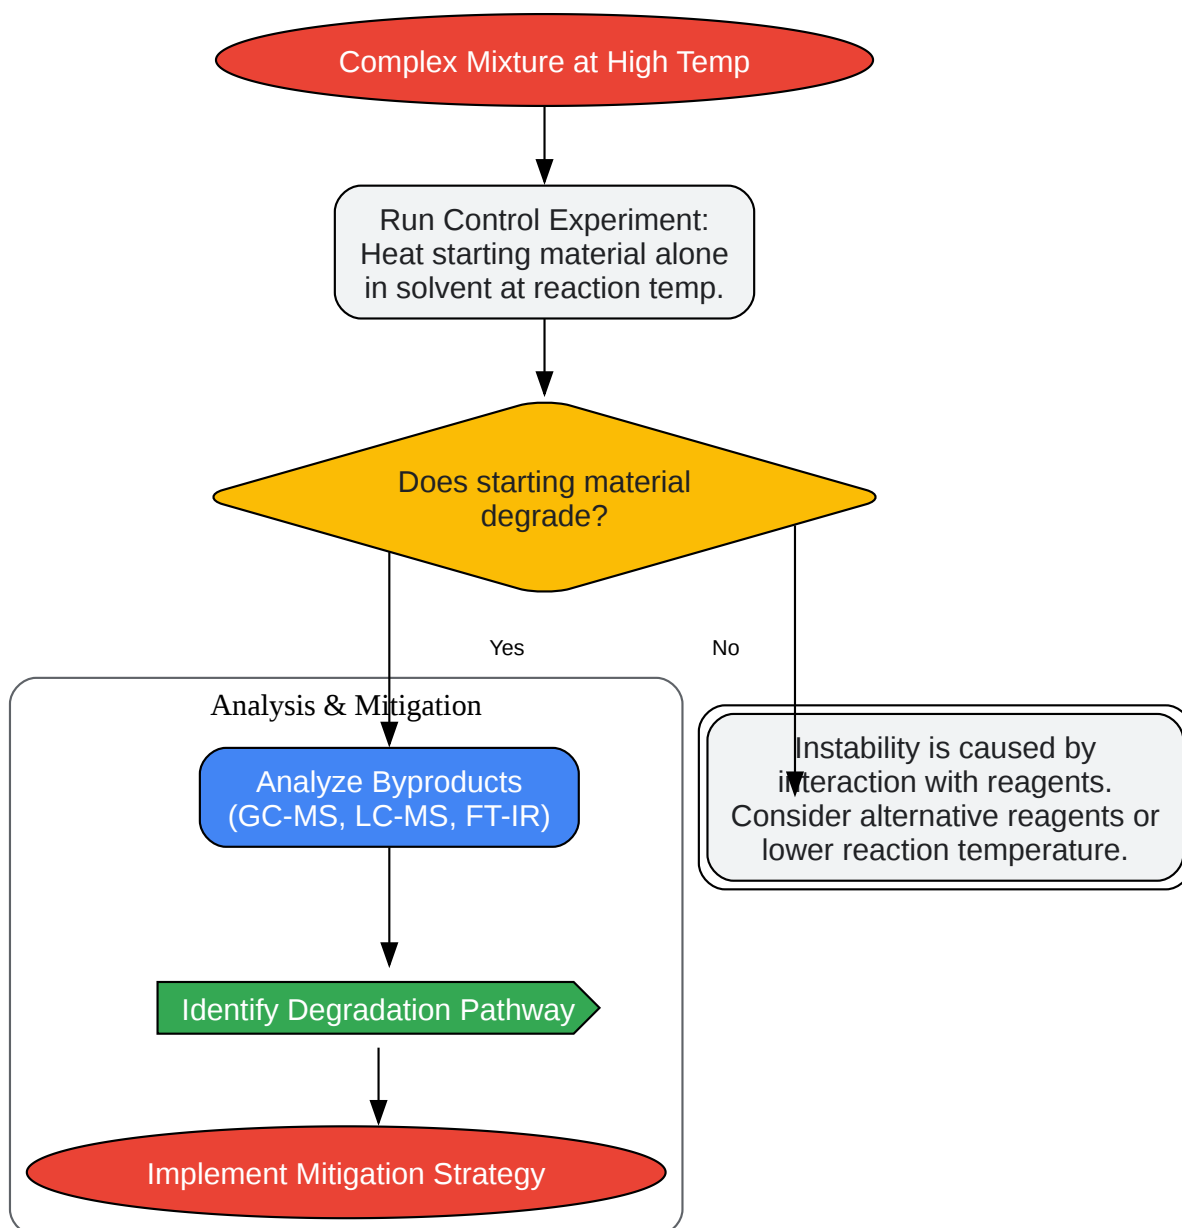 Complex Mixture at High Temp
Run Control Experiment:
Heat starting material alone
in solvent at reaction temp.
Does starting material
degrade?
Yes
No
Analysis & Mitigation
Analyze Byproducts
(GC-MS, LC-MS, FT-IR)
Instability is caused by
interaction with reagents.
Consider alternative reagents or
lower reaction temperature.
Identify Degradation Pathway
Implement Mitigation Strategy